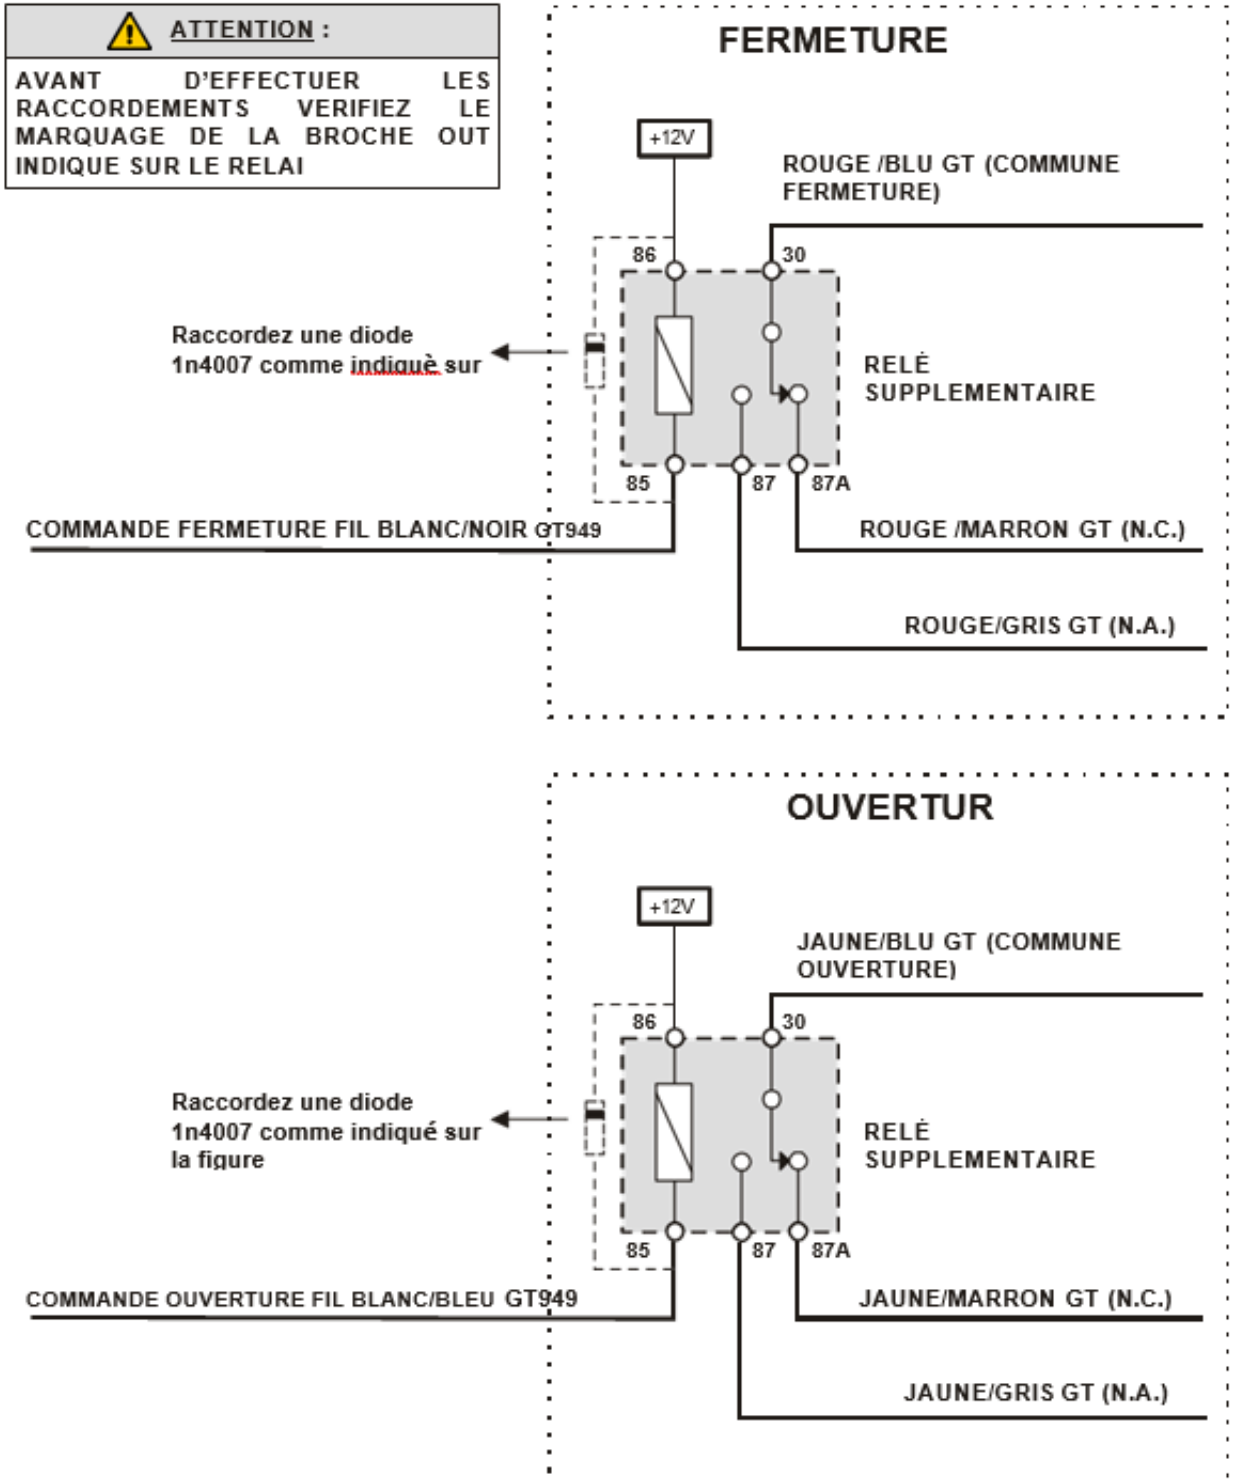 ATTENTION :
AVANT D'EFFECTUER LES
RACCORDEMENTS VERIFIEZ LE
MARQUAGE DE LA BROCHE OUT
INDIQUE SUR LE RELAI
FERMETURE
+12V
ROUGE /BLU GT (COMMUNE
FERMETURE)
86
30
Raccordez une diode
1n4007 comme indiquè sur
RELÈ
SUPPLEMENTAIRE
85
87
87A
COMMANDE FERMETURE FIL BLANC/NOIR GT949
ROUGE /MARRON GT (N.C.)
ROUGE/GRIS GT (N.A.)
OUVERTUR
+12V
JAUNE/BLU GT (COMMUNE
OUVERTURE)
86
30
Raccordez une diode
1n4007 comme indiqué sur
la figure
RELÈ
SUPPLEMENTAIRE
85
87
87A
COMMANDE OUVERTURE FIL BLANC/BLEU GT949
JAUNE/MARRON GT (N.C.)
JAUNE/GRIS GT (N.A.)